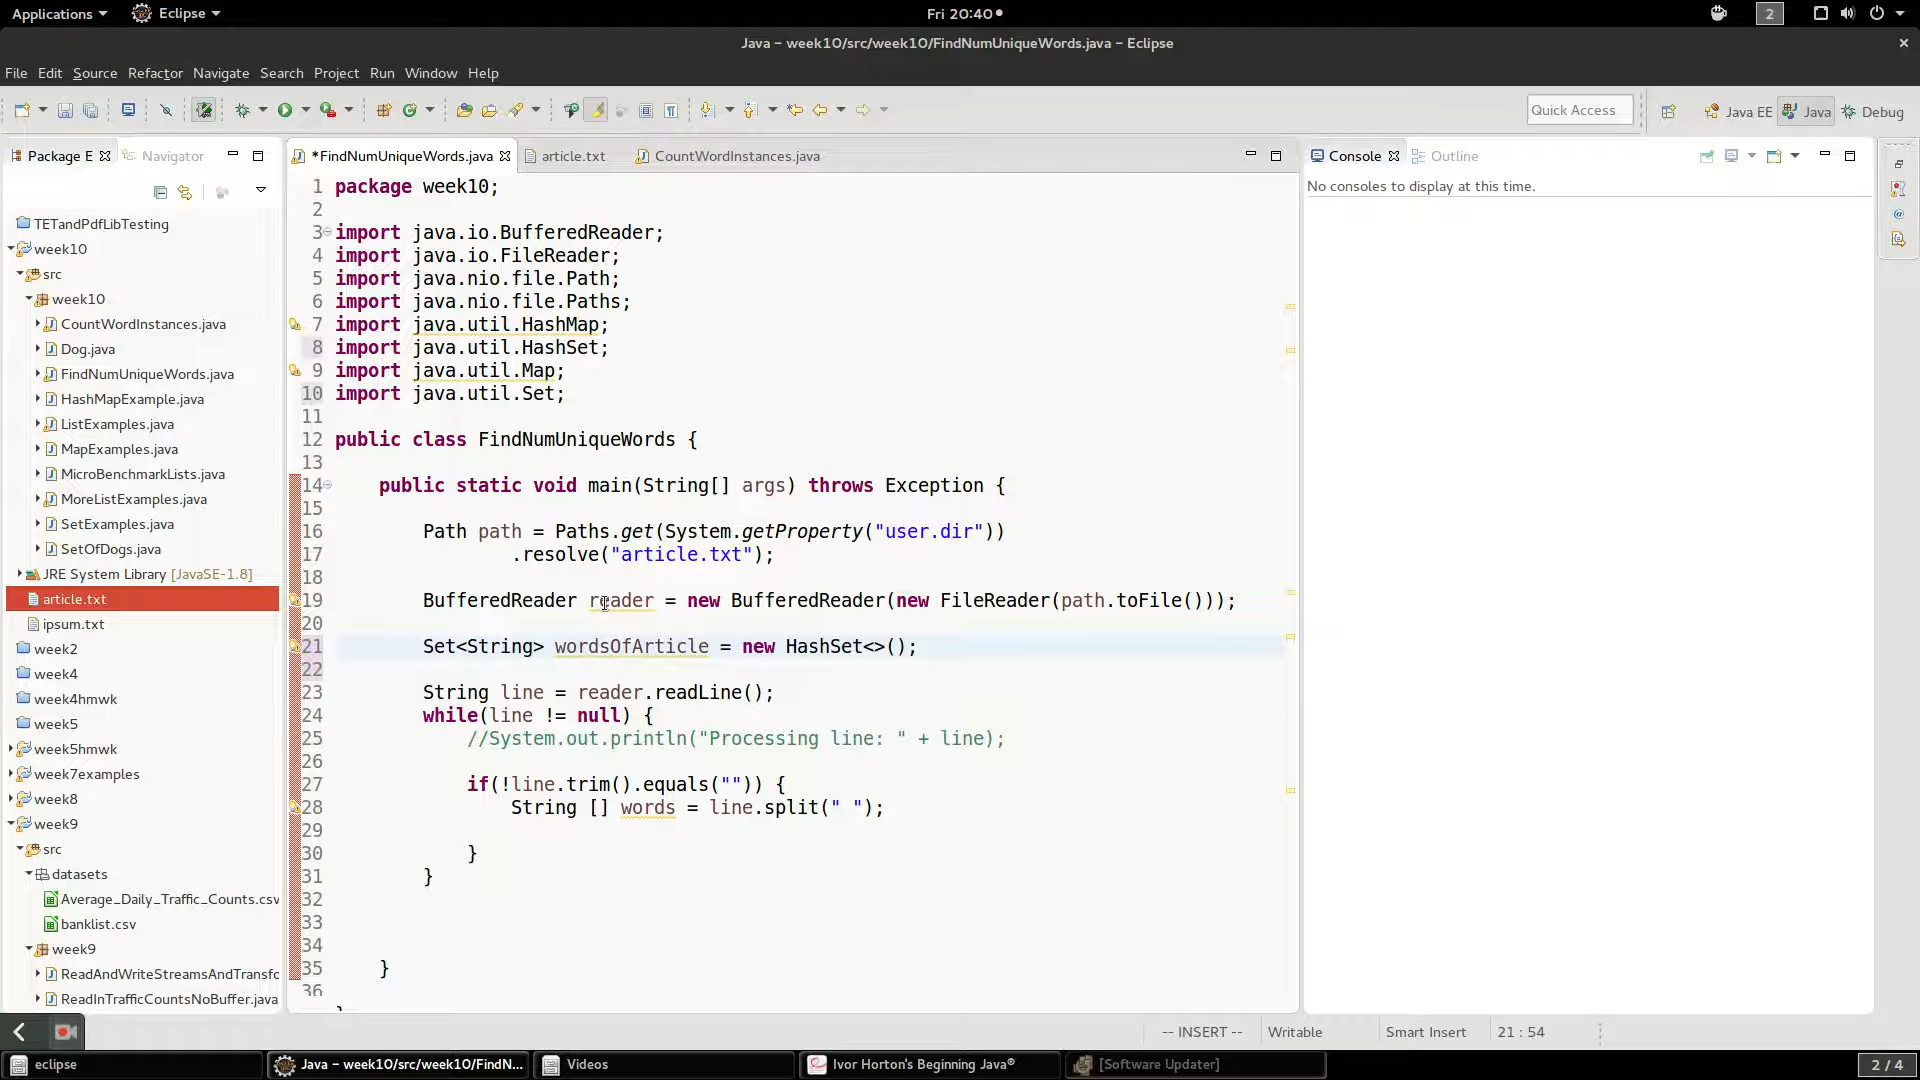 Applications Eclipse Fri 20:40 2
Java – week10/src/week10/FindNumUniqueWords.java – Eclipse
File Edit Source Refactor Navigate Search Project Run Window Help
Quick Access Java EE Java Debug
Package E Navigator
TETandPdfLibTesting
week10
src
week10
CountWordInstances.java
Dog.java
FindNumUniqueWords.java
HashMapExample.java
ListExamples.java
MapExamples.java
MicroBenchmarkLists.java
MoreListExamples.java
SetExamples.java
SetOfDogs.java
JRE System Library [JavaSE-1.8]
article.txt
ipsum.txt
week2
week4
week4hmwk
week5
week5hmwk
week7examples
week8
week9
src
datasets
Average_Daily_Traffic_Counts.csv
banklist.csv
week9
ReadAndWriteStreamsAndTransfo
ReadInTrafficCountsNoBuffer.java
*FindNumUniqueWords.java article.txt CountWordInstances.java
1 package week10;
2
3 import java.io.BufferedReader;
4 import java.io.FileReader;
5 import java.nio.file.Path;
6 import java.nio.file.Paths;
7 import java.util.HashMap;
8 import java.util.HashSet;
9 import java.util.Map;
10 import java.util.Set;
11
12 public class FindNumUniqueWords {
13
14 public static void main(String[] args) throws Exception {
15
16 Path path = Paths.get(System.getProperty("user.dir"))
17 .resolve("article.txt");
18
19 BufferedReader reader = new BufferedReader(new FileReader(path.toFile()));
20
21 Set<String> wordsOfArticle = new HashSet<>();
22
23 String line = reader.readLine();
24 while(line != null) {
25 //System.out.println("Processing line: " + line);
26
27 if(!line.trim().equals("")) {
28 String [] words = line.split(" ");
29
30 }
31 }
32
33
34
35 }
36
Console Outline
No consoles to display at this time.
-- INSERT -- Writable Smart Insert 21 : 54
eclipse Java – week10/src/week10/FindN... Videos Ivor Horton's Beginning Java® [Software Updater] 2 / 4